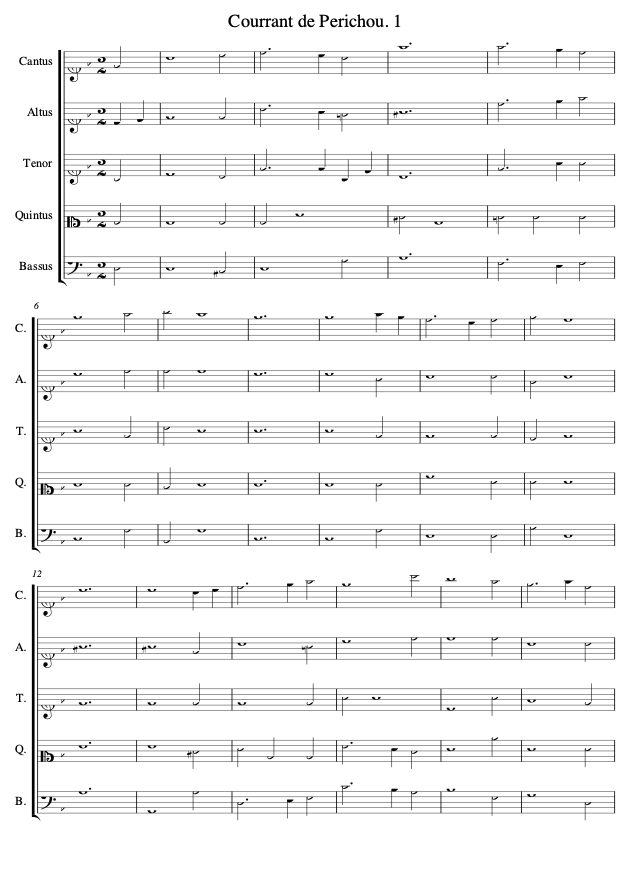 Courrant de Perichou. 1
Cantus
Altus
Tenor
Quintus
Bassus
6
C.
A.
T.
Q.
B.
12
C.
A.
T.
Q.
B.